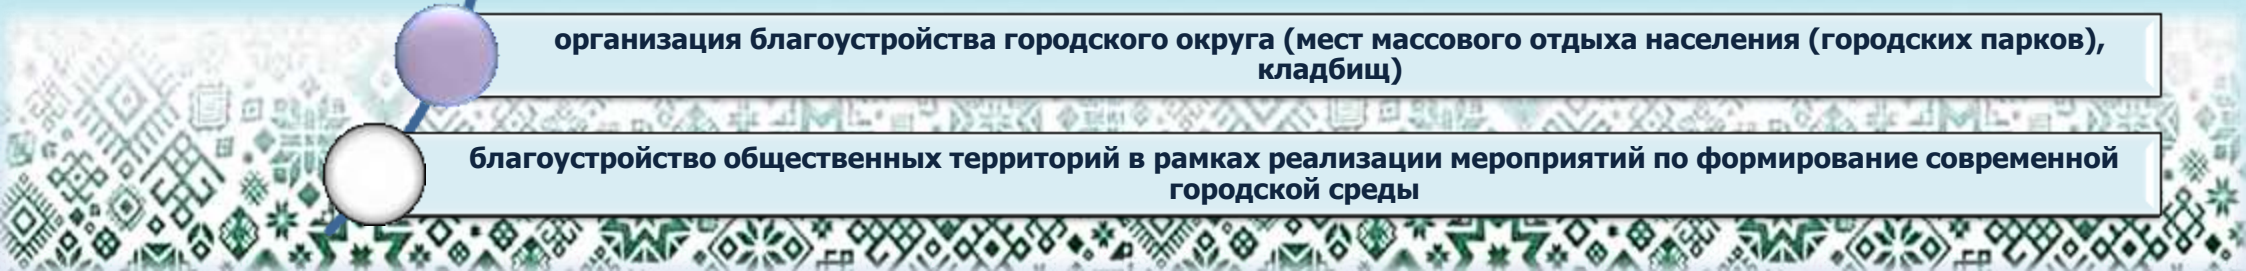 организация благоустройства городского округа (мест массового отдыха населения (городских парков),
кладбищ)
благоустройство общественных территорий в рамках реализации мероприятий по формирование современной
городской среды